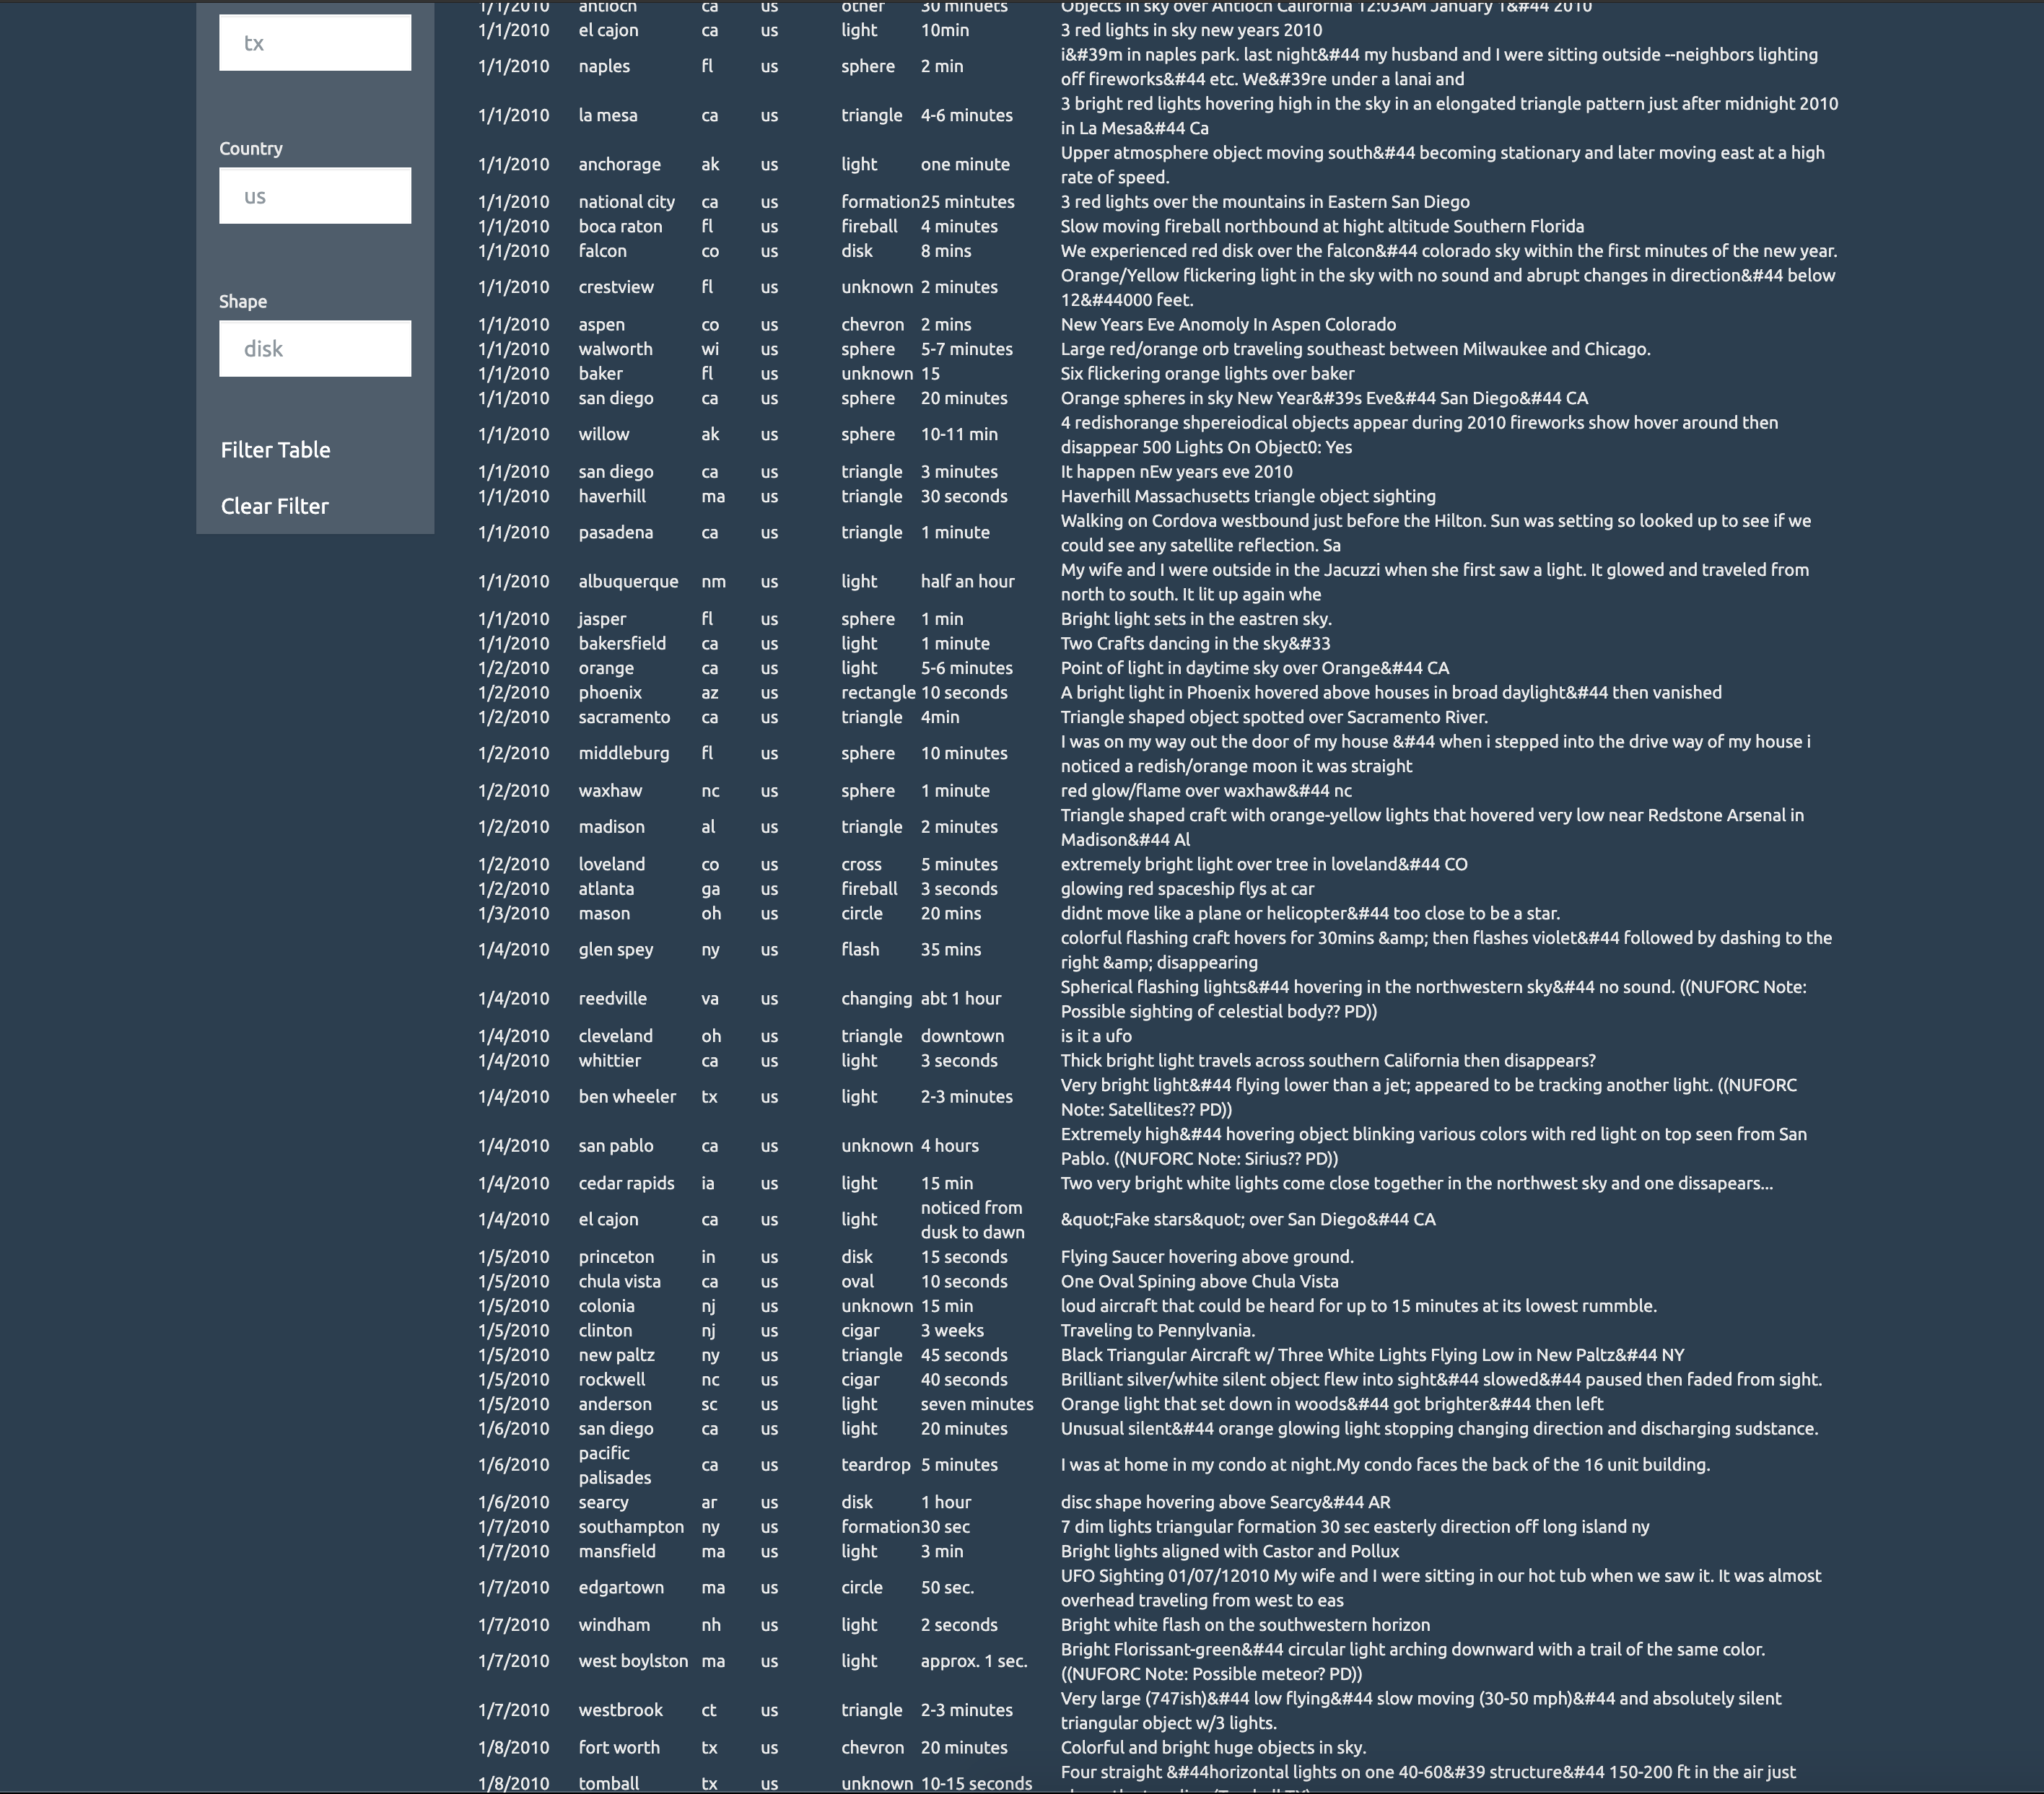 tx
Country
us
Shape
disk
Filter Table
Clear Filter
1/1/2010 antioch ca us other 30 minuets Objects in sky over Antioch California 12:03AM January 1&#44 2010
1/1/2010 el cajon ca us light 10min 3 red lights in sky new years 2010
1/1/2010 naples fl us sphere 2 min i&#39m in naples park. last night&#44 my husband and I were sitting outside --neighbors lighting
off fireworks&#44 etc. We&#39re under a lanai and
1/1/2010 la mesa ca us triangle 4-6 minutes 3 bright red lights hovering high in the sky in an elongated triangle pattern just after midnight 2010
in La Mesa&#44 Ca
1/1/2010 anchorage ak us light one minute Upper atmosphere object moving south&#44 becoming stationary and later moving east at a high
rate of speed.
1/1/2010 national city ca us formation 25 mintutes 3 red lights over the mountains in Eastern San Diego
1/1/2010 boca raton fl us fireball 4 minutes Slow moving fireball northbound at hight altitude Southern Florida
1/1/2010 falcon co us disk 8 mins We experienced red disk over the falcon&#44 colorado sky within the first minutes of the new year.
1/1/2010 crestview fl us unknown 2 minutes Orange/Yellow flickering light in the sky with no sound and abrupt changes in direction&#44 below
12&#44000 feet.
1/1/2010 aspen co us chevron 2 mins New Years Eve Anomoly In Aspen Colorado
1/1/2010 walworth wi us sphere 5-7 minutes Large red/orange orb traveling southeast between Milwaukee and Chicago.
1/1/2010 baker fl us unknown 15 Six flickering orange lights over baker
1/1/2010 san diego ca us sphere 20 minutes Orange spheres in sky New Year&#39s Eve&#44 San Diego&#44 CA
1/1/2010 willow ak us sphere 10-11 min 4 redishorange shpereiodical objects appear during 2010 fireworks show hover around then
disappear 500 Lights On Object0: Yes
1/1/2010 san diego ca us triangle 3 minutes It happen nEw years eve 2010
1/1/2010 haverhill ma us triangle 30 seconds Haverhill Massachusetts triangle object sighting
1/1/2010 pasadena ca us triangle 1 minute Walking on Cordova westbound just before the Hilton. Sun was setting so looked up to see if we
could see any satellite reflection. Sa
1/1/2010 albuquerque nm us light half an hour My wife and I were outside in the Jacuzzi when she first saw a light. It glowed and traveled from
north to south. It lit up again whe
1/1/2010 jasper fl us sphere 1 min Bright light sets in the eastren sky.
1/1/2010 bakersfield ca us light 1 minute Two Crafts dancing in the sky&#33
1/2/2010 orange ca us light 5-6 minutes Point of light in daytime sky over Orange&#44 CA
1/2/2010 phoenix az us rectangle 10 seconds A bright light in Phoenix hovered above houses in broad daylight&#44 then vanished
1/2/2010 sacramento ca us triangle 4min Triangle shaped object spotted over Sacramento River.
1/2/2010 middleburg fl us sphere 10 minutes I was on my way out the door of my house &#44 when i stepped into the drive way of my house i
noticed a redish/orange moon it was straight
1/2/2010 waxhaw nc us sphere 1 minute red glow/flame over waxhaw&#44 nc
1/2/2010 madison al us triangle 2 minutes Triangle shaped craft with orange-yellow lights that hovered very low near Redstone Arsenal in
Madison&#44 Al
1/2/2010 loveland co us cross 5 minutes extremely bright light over tree in loveland&#44 CO
1/2/2010 atlanta ga us fireball 3 seconds glowing red spaceship flys at car
1/3/2010 mason oh us circle 20 mins didnt move like a plane or helicopter&#44 too close to be a star.
1/4/2010 glen spey ny us flash 35 mins colorful flashing craft hovers for 30mins &amp; then flashes violet&#44 followed by dashing to the
right &amp; disappearing
1/4/2010 reedville va us changing abt 1 hour Spherical flashing lights&#44 hovering in the northwestern sky&#44 no sound. ((NUFORC Note:
Possible sighting of celestial body?? PD))
1/4/2010 cleveland oh us triangle downtown is it a ufo
1/4/2010 whittier ca us light 3 seconds Thick bright light travels across southern California then disappears?
1/4/2010 ben wheeler tx us light 2-3 minutes Very bright light&#44 flying lower than a jet; appeared to be tracking another light. ((NUFORC
Note: Satellites?? PD))
1/4/2010 san pablo ca us unknown 4 hours Extremely high&#44 hovering object blinking various colors with red light on top seen from San
Pablo. ((NUFORC Note: Sirius?? PD))
1/4/2010 cedar rapids ia us light 15 min Two very bright white lights come close together in the northwest sky and one dissapears...
1/4/2010 el cajon ca us light noticed from
dusk to dawn &quot;Fake stars&quot; over San Diego&#44 CA
1/5/2010 princeton in us disk 15 seconds Flying Saucer hovering above ground.
1/5/2010 chula vista ca us oval 10 seconds One Oval Spining above Chula Vista
1/5/2010 colonia nj us unknown 15 min loud aircraft that could be heard for up to 15 minutes at its lowest rummble.
1/5/2010 clinton nj us cigar 3 weeks Traveling to Pennylvania.
1/5/2010 new paltz ny us triangle 45 seconds Black Triangular Aircraft w/ Three White Lights Flying Low in New Paltz&#44 NY
1/5/2010 rockwell nc us cigar 40 seconds Brilliant silver/white silent object flew into sight&#44 slowed&#44 paused then faded from sight.
1/5/2010 anderson sc us light seven minutes Orange light that set down in woods&#44 got brighter&#44 then left
1/6/2010 san diego ca us light 20 minutes Unusual silent&#44 orange glowing light stopping changing direction and discharging sudstance.
1/6/2010 pacific
palisades ca us teardrop 5 minutes I was at home in my condo at night.My condo faces the back of the 16 unit building.
1/6/2010 searcy ar us disk 1 hour disc shape hovering above Searcy&#44 AR
1/7/2010 southampton ny us formation 30 sec 7 dim lights triangular formation 30 sec easterly direction off long island ny
1/7/2010 mansfield ma us light 3 min Bright lights aligned with Castor and Pollux
1/7/2010 edgartown ma us circle 50 sec. UFO Sighting 01/07/12010 My wife and I were sitting in our hot tub when we saw it. It was almost
overhead traveling from west to eas
1/7/2010 windham nh us light 2 seconds Bright white flash on the southwestern horizon
1/7/2010 west boylston ma us light approx. 1 sec. Bright Florissant-green&#44 circular light arching downward with a trail of the same color.
((NUFORC Note: Possible meteor? PD))
1/7/2010 westbrook ct us triangle 2-3 minutes Very large (747ish)&#44 low flying&#44 slow moving (30-50 mph)&#44 and absolutely silent
triangular object w/3 lights.
1/8/2010 fort worth tx us chevron 20 minutes Colorful and bright huge objects in sky.
1/8/2010 tomball tx us unknown 10-15 seconds Four straight &#44horizontal lights on one 40-60&#39 structure&#44 150-200 ft in the air just